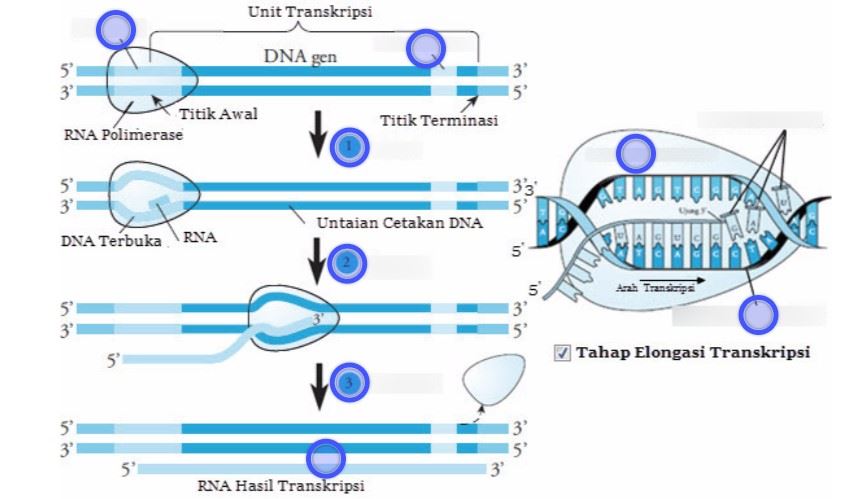 Unit Transkripsi
DNA gen
5' 3'
3' 5'
Titik Awal
Titik Terminasi
RNA Polimerase
1
5' 3'
3' 5'
DNA Terbuka
RNA
Untaian Cetakan DNA
2
5' 3'
3' 5'
3'
5'
3
5' 3'
3' 5'
5' 3'
RNA Hasil Transkripsi
3'
5'
5'
Ujung 3'
Arah Transkripsi
Tahap Elongasi Transkripsi